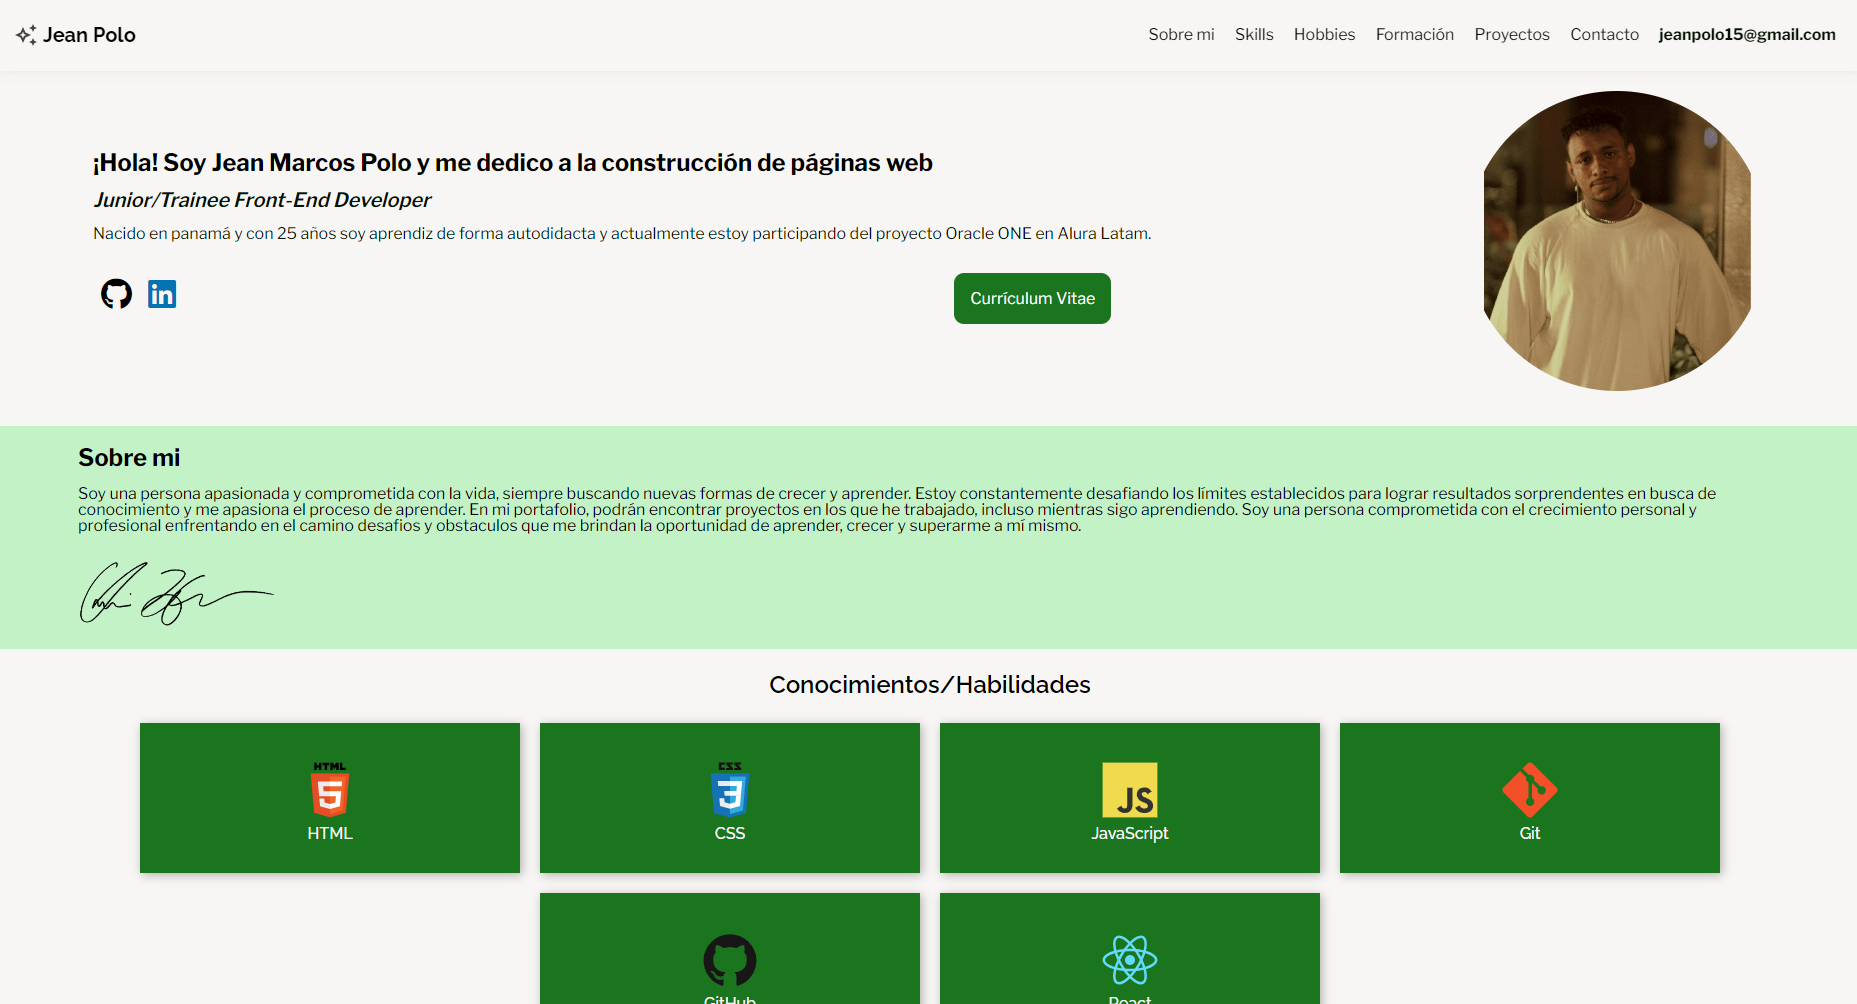 Jean Polo
Sobre mi Skills Hobbies Formación Proyectos Contacto jeanpolo15@gmail.com
¡Hola! Soy Jean Marcos Polo y me dedico a la construcción de páginas web
Junior/Trainee Front-End Developer
Nacido en panamá y con 25 años soy aprendiz de forma autodidacta y actualmente estoy participando del proyecto Oracle ONE en Alura Latam.
in
Currículum Vitae
Sobre mi
Soy una persona apasionada y comprometida con la vida, siempre buscando nuevas formas de crecer y aprender. Estoy constantemente desafiando los límites establecidos para lograr resultados sorprendentes en busca de
conocimiento y me apasiona el proceso de aprender. En mi portafolio, podrán encontrar proyectos en los que he trabajado, incluso mientras sigo aprendiendo. Soy una persona comprometida con el crecimiento personal y
profesional enfrentando en el camino desafios y obstaculos que me brindan la oportunidad de aprender, crecer y superarme a mí mismo.
Conocimientos/Habilidades
HTML
5
HTML
CSS
3
CSS
JS
JavaScript
Git
GitHub
React